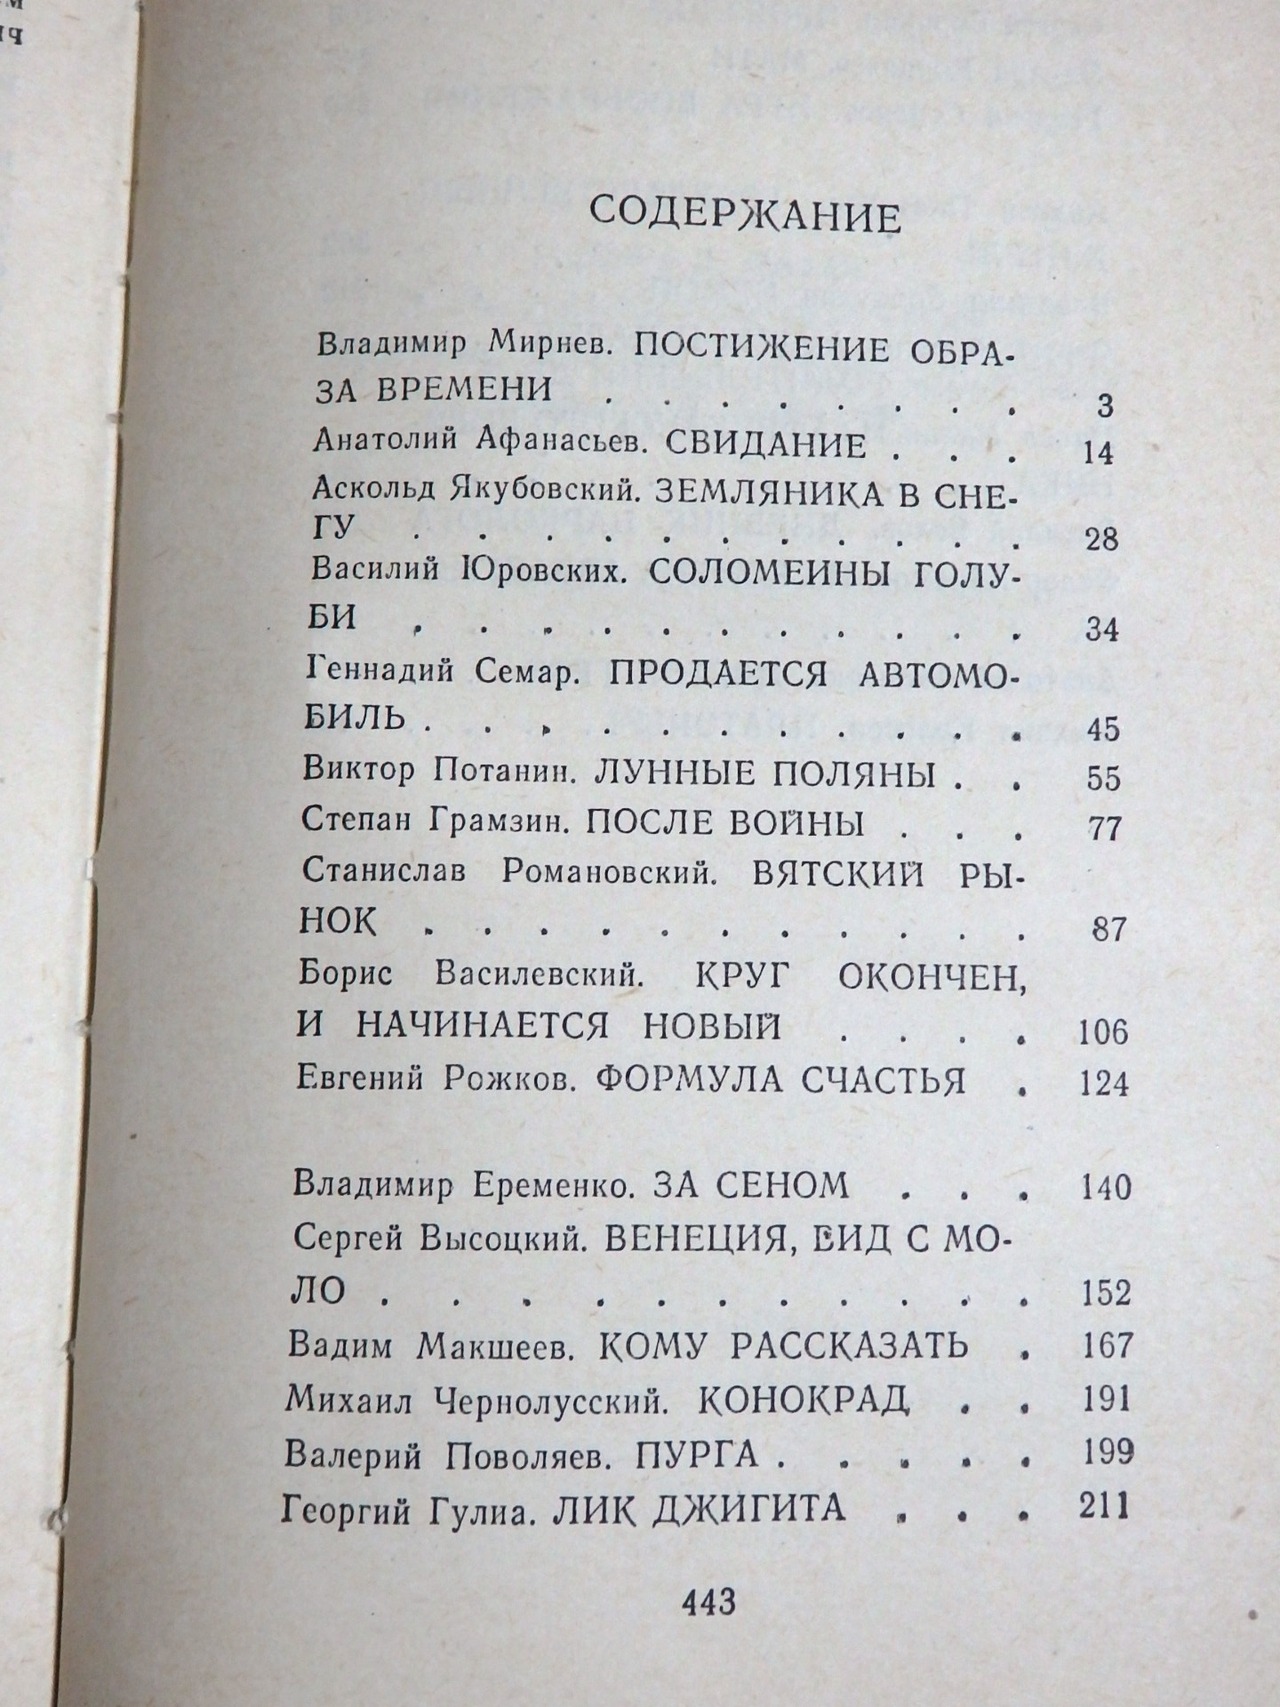 СОДЕРЖАНИЕ
Владимир Мирнев. ПОСТИЖЕНИЕ ОБРА-
ЗА ВРЕМЕНИ . . . . . . . . 3
Анатолий Афанасьев. СВИДАНИЕ . . . 14
Аскольд Якубовский. ЗЕМЛЯНИКА В СНЕ-
ГУ . . . . . . . . . . . 28
Василий Юровских. СОЛОМЕИНЫ ГОЛУ-
БИ . . . . . . . . . . . 34
Геннадий Семар. ПРОДАЕТСЯ АВТОМО-
БИЛЬ . . . . . . . . . . . 45
Виктор Потанин. ЛУННЫЕ ПОЛЯНЫ . . 55
Степан Грамзин. ПОСЛЕ ВОЙНЫ . . . 77
Станислав Романовский. ВЯТСКИЙ РЫ-
НОК . . . . . . . . . . . 87
Борис Василевский. КРУГ ОКОНЧЕН,
И НАЧИНАЕТСЯ НОВЫЙ . . . . 106
Евгений Рожков. ФОРМУЛА СЧАСТЬЯ . 124
Владимир Еременко. ЗА СЕНОМ . . . 140
Сергей Высоцкий. ВЕНЕЦИЯ, ВИД С МО-
ЛО . . . . . . . . . . . 152
Вадим Макшеев. КОМУ РАССКАЗАТЬ . 167
Михаил Чернолусский. КОНОКРАД . . 191
Валерий Поволяев. ПУРГА . . . . . 199
Георгий Гулиа. ЛИК ДЖИГИТА . . . 211
443